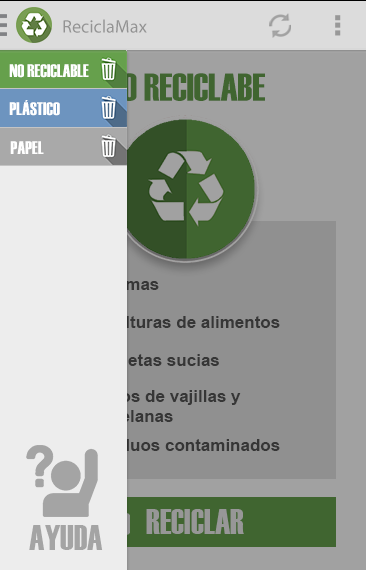 ReciclaMax
NO RECICLABLE
PLÁSTICO
PAPEL
O RECICLABE
mas
lturas de alimentos
etas sucias
os de vajillas y
elanas
duos contaminados
RECICLAR
AYUDA